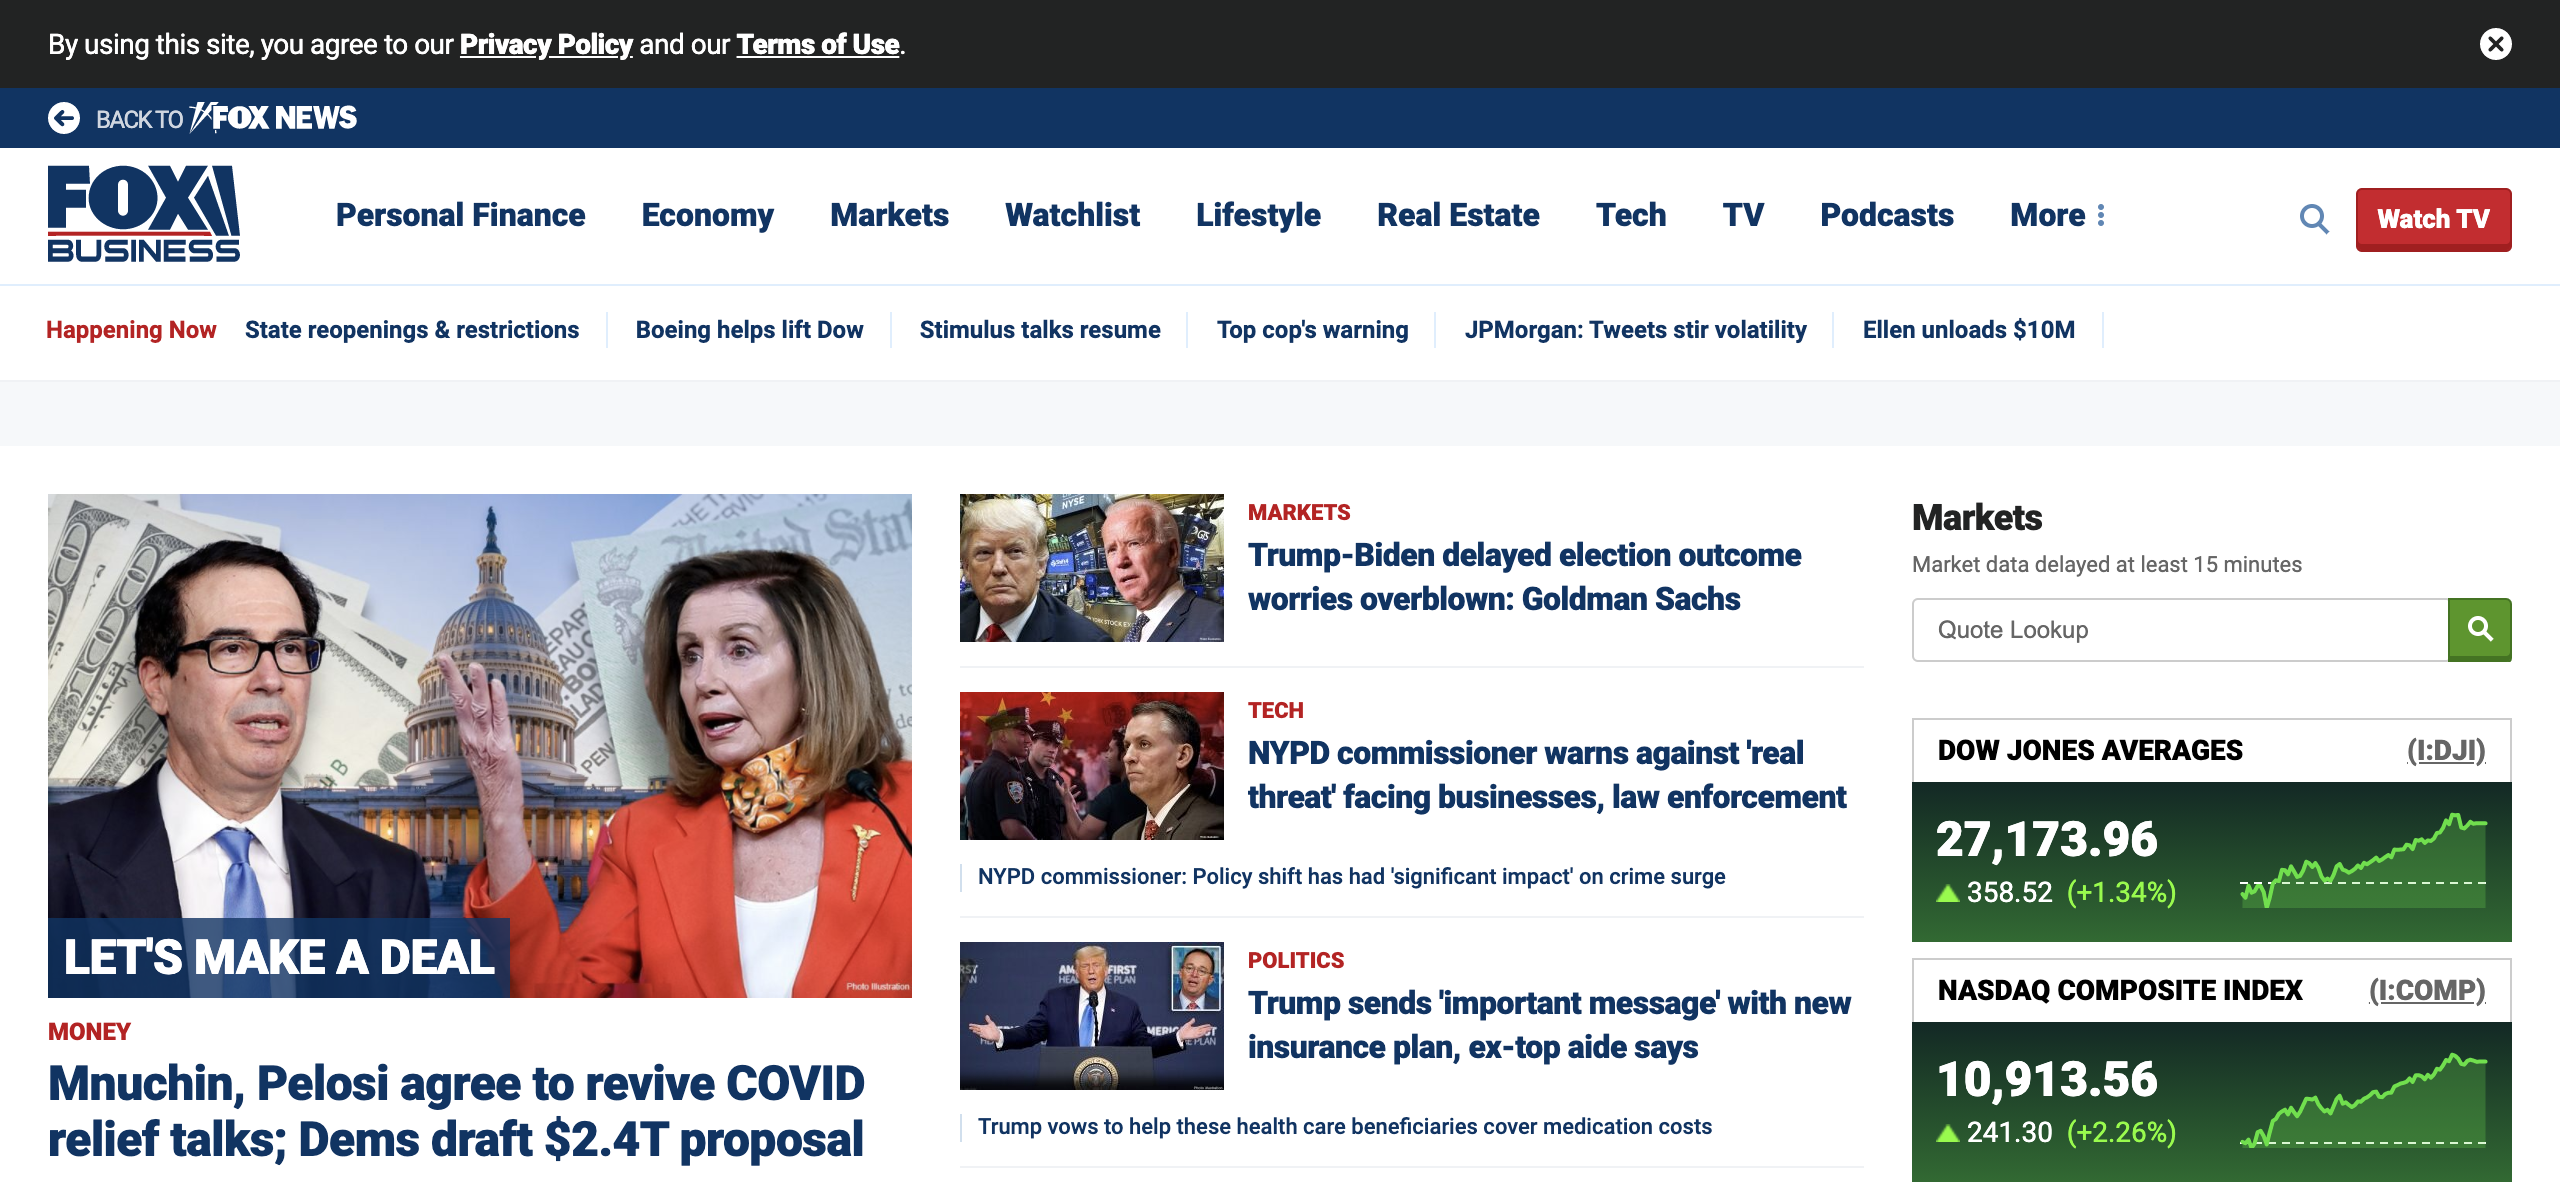 By using this site, you agree to our Privacy Policy and our Terms of Use.
BACK TO FOX NEWS
FOX
BUSINESS
Personal Finance Economy Markets Watchlist Lifestyle Real Estate Tech TV Podcasts More
Watch TV
Happening Now State reopenings & restrictions Boeing helps lift Dow Stimulus talks resume Top cop's warning JPMorgan: Tweets stir volatility Ellen unloads $10M
United Stat
LET'S MAKE A DEAL
Photo Illustration
MONEY
Mnuchin, Pelosi agree to revive COVID
relief talks; Dems draft $2.4T proposal
NYSE
MARKETS
Trump-Biden delayed election outcome
worries overblown: Goldman Sachs
TECH
NYPD commissioner warns against 'real
threat' facing businesses, law enforcement
NYPD commissioner: Policy shift has had 'significant impact' on crime surge
POLITICS
Trump sends 'important message' with new
insurance plan, ex-top aide says
Trump vows to help these health care beneficiaries cover medication costs
Markets
Market data delayed at least 15 minutes
Quote Lookup
DOW JONES AVERAGES (I:DJI)
27,173.96
358.52 (+1.34%)
NASDAQ COMPOSITE INDEX (I:COMP)
10,913.56
241.30 (+2.26%)